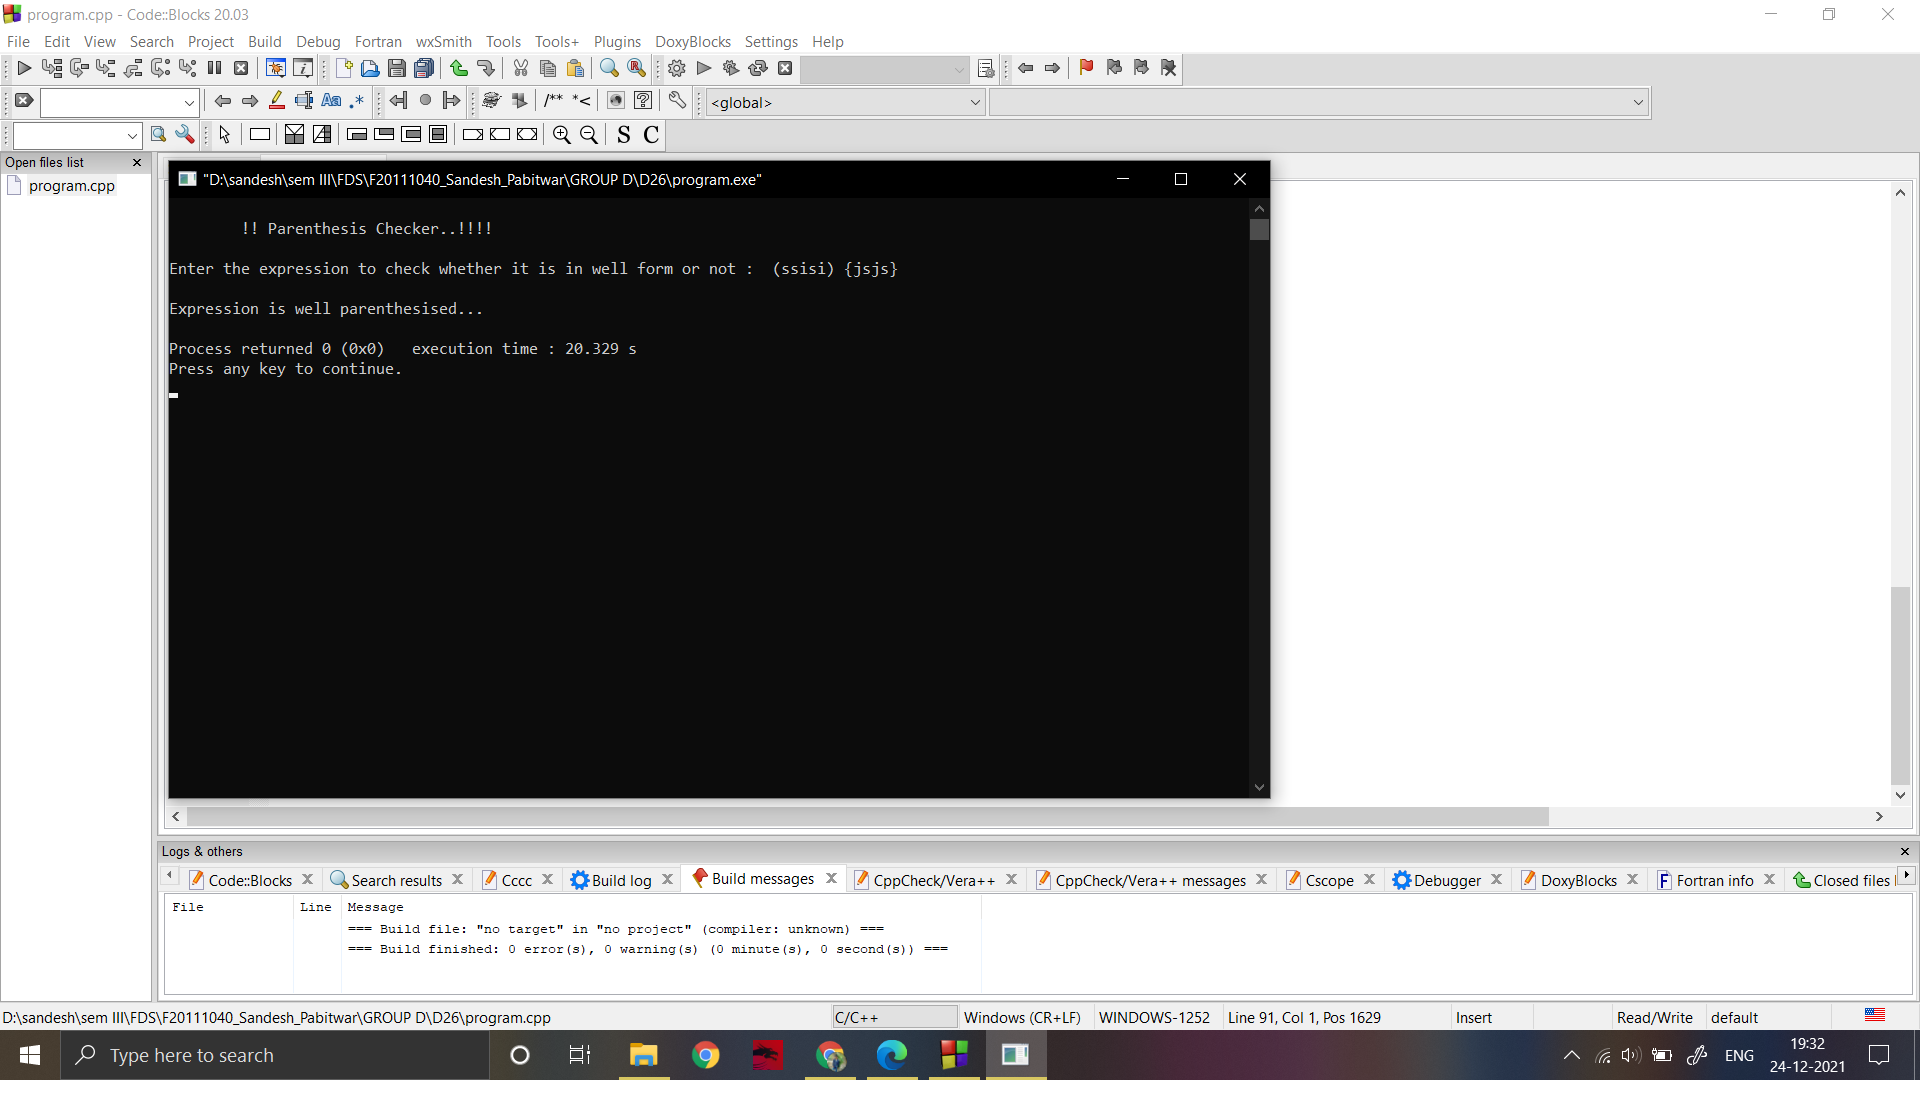 program.cpp - Code::Blocks 20.03
File Edit View Search Project Build Debug Fortran wxSmith Tools Tools+ Plugins DoxyBlocks Settings Help
<global>
S C
Open files list
program.cpp
"D:\sandesh\sem III\FDS\F20111040_Sandesh_Pabitwar\GROUP D\D26\program.exe"
!! Parenthesis Checker..!!!!
Enter the expression to check whether it is in well form or not :  (ssisi) {jsjs}
Expression is well parenthesised...
Process returned 0 (0x0)   execution time : 20.329 s
Press any key to continue.
Logs & others
Code::Blocks Search results Cccc Build log Build messages CppCheck/Vera++ CppCheck/Vera++ messages Cscope Debugger DoxyBlocks Fortran info Closed files l
File Line Message
=== Build file: "no target" in "no project" (compiler: unknown) ===
=== Build finished: 0 error(s), 0 warning(s) (0 minute(s), 0 second(s)) ===
D:\sandesh\sem III\FDS\F20111040_Sandesh_Pabitwar\GROUP D\D26\program.cpp C/C++ Windows (CR+LF) WINDOWS-1252 Line 91, Col 1, Pos 1629 Insert Read/Write default
Type here to search
ENG
19:32
24-12-2021